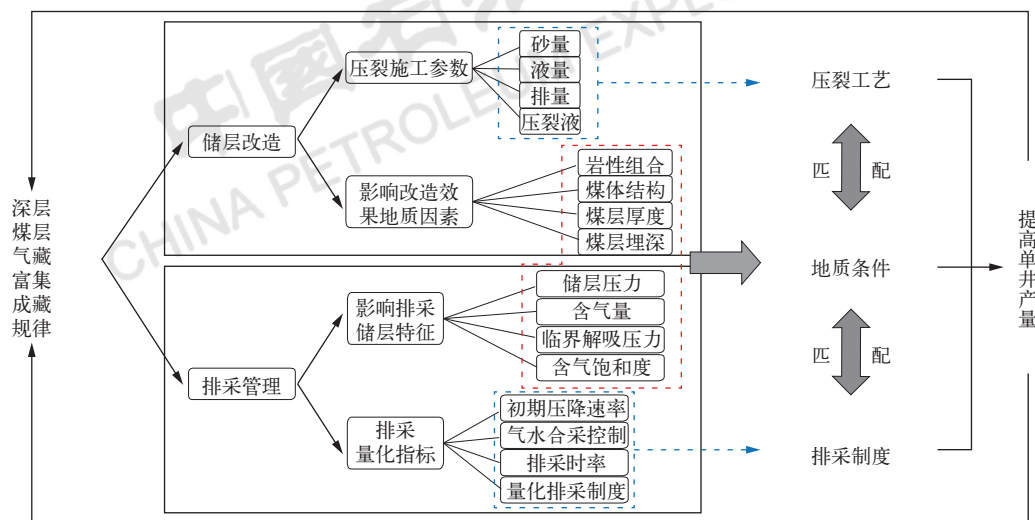 深层
煤层
气藏
富集
成藏
规律
储层改造
压裂施工参数
砂量
液量
排量
压裂液
影响改造效
果地质因素
岩性组合
煤体结构
煤层厚度
煤层埋深
排采管理
影响排采
储层特征
储层压力
含气量
临界解吸压力
含气饱和度
排采
量化指标
初期压降速率
气水合采控制
排采时率
量化排采制度
压裂工艺
匹 配
地质条件
匹 配
排采制度
提高单井产量
CHINA PETROLEUM EXP